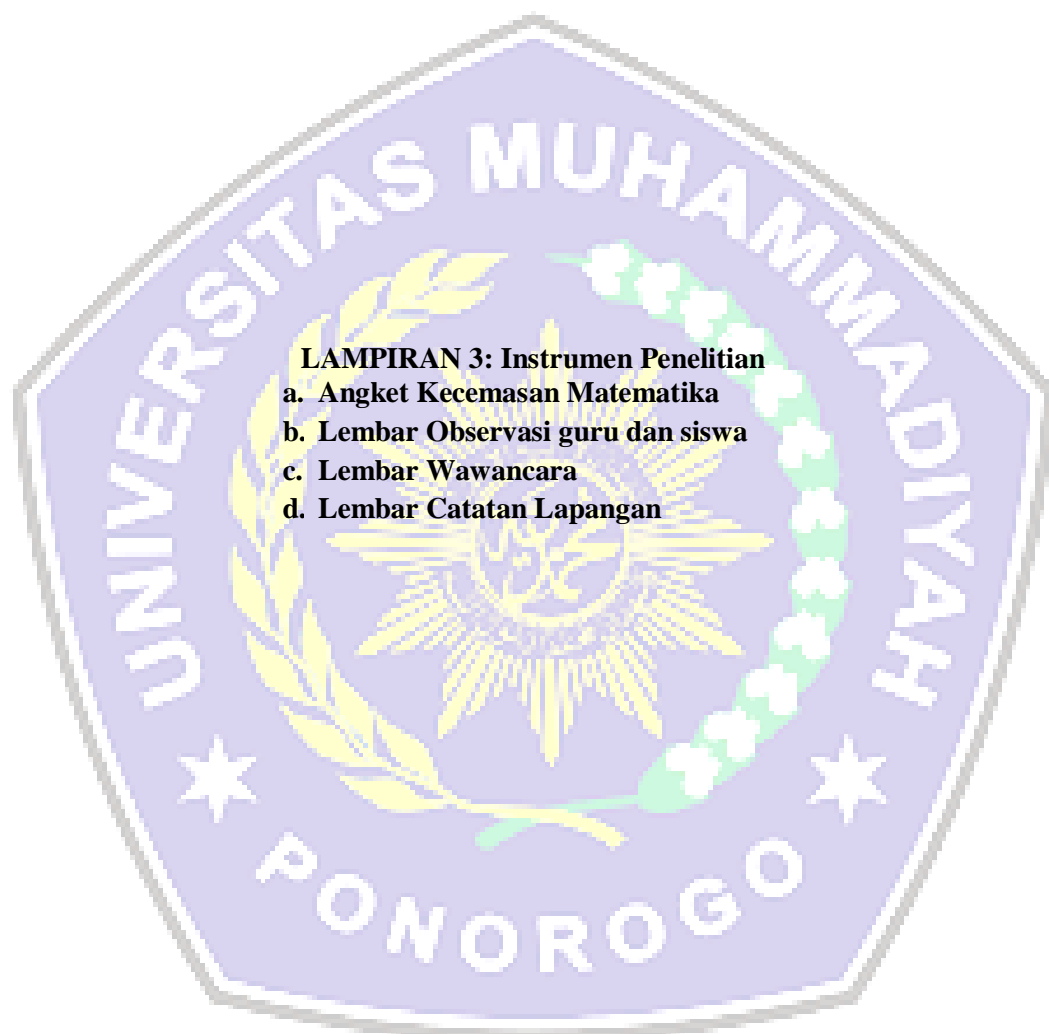 UNIVERSITAS MUHAMMADIYAH
LAMPIRAN 3: Instrumen Penelitian
a. Angket Kecemasan Matematika
b. Lembar Observasi guru dan siswa
c. Lembar Wawancara
d. Lembar Catatan Lapangan
PONOROGO